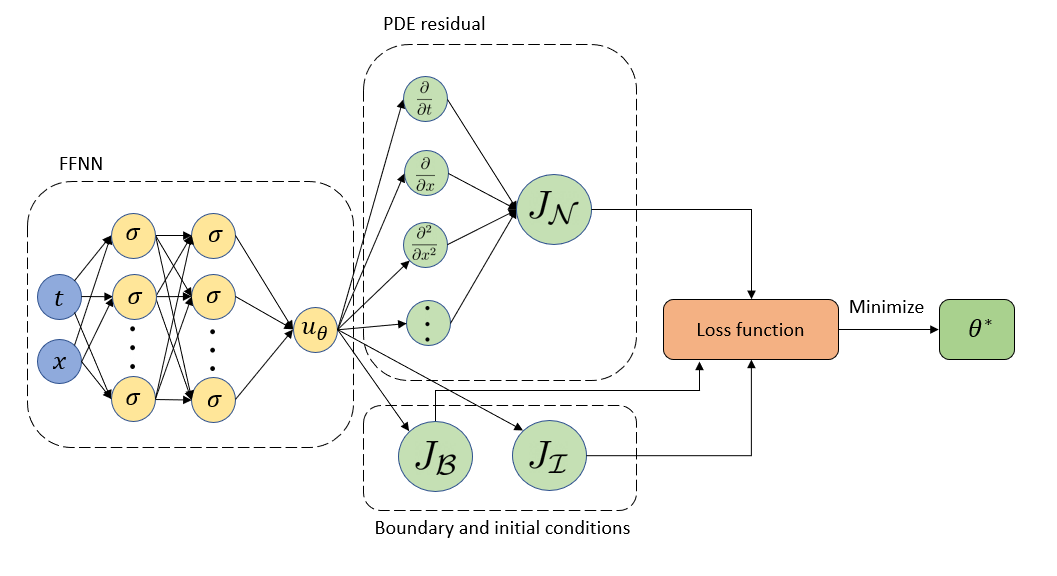 PDE residual
FFNN
∂/∂t
∂/∂x
∂²/∂x²
⋮
J_𝒩
σ σ
t σ σ
x ⋮ ⋮
σ σ
u_θ
Loss function
Minimize
θ*
J_ℬ J_ℐ
Boundary and initial conditions